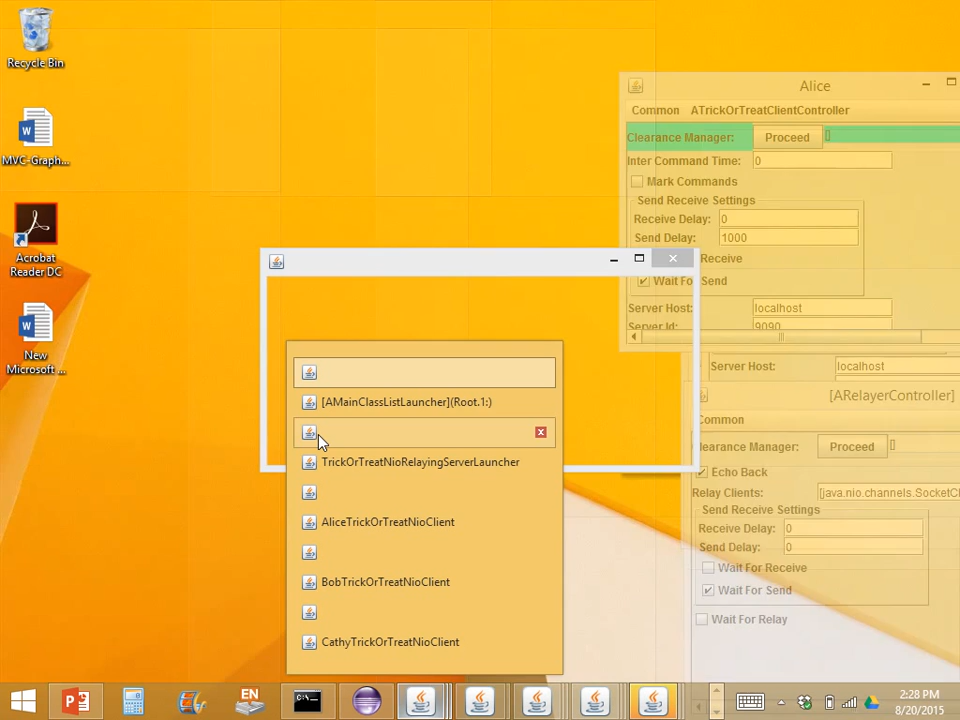 Recycle Bin
MVC-Graph...
Acrobat
Reader DC
New
Microsoft ...
Alice
Common ATrickOrTreatClientController
Clearance Manager: Proceed []
Inter Command Time: 0
Mark Commands
Send Receive Settings
Receive Delay: 0
Send Delay: 1000
Receive
Wait For Send
Server Host: localhost
Server Id: 9090
Server Host: localhost
[ARelayerController]
Common
learance Manager: Proceed []
Echo Back
Relay Clients: [java.nio.channels.SocketCl
Send Receive Settings
Receive Delay: 0
Send Delay: 0
Wait For Receive
Wait For Send
Wait For Relay
[AMainClassListLauncher](Root.1:)
TrickOrTreatNioRelayingServerLauncher
AliceTrickOrTreatNioClient
BobTrickOrTreatNioClient
CathyTrickOrTreatNioClient
EN
C:\_
2:28 PM
8/20/2015